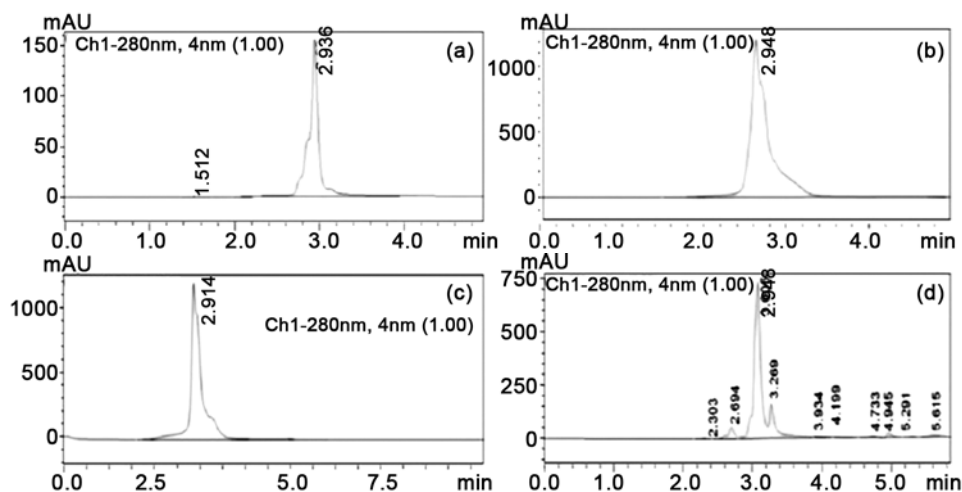 mAU
Ch1-280nm, 4nm (1.00)
(a)
150
100
50
0
1.512
2.936
0.0 1.0 2.0 3.0 4.0 min
mAU
Ch1-280nm, 4nm (1.00)
(b)
1000
500
0
2.948
0.0 1.0 2.0 3.0 4.0 min
mAU
(c)
Ch1-280nm, 4nm (1.00)
1000
500
0
2.914
0.0 2.5 5.0 7.5 min
mAU
Ch1-280nm, 4nm (1.00)
(d)
750
500
250
0
2.303
2.694
2.948
3.269
3.934
4.199
4.733
4.945
5.291
5.615
0.0 1.0 2.0 3.0 4.0 5.0 min